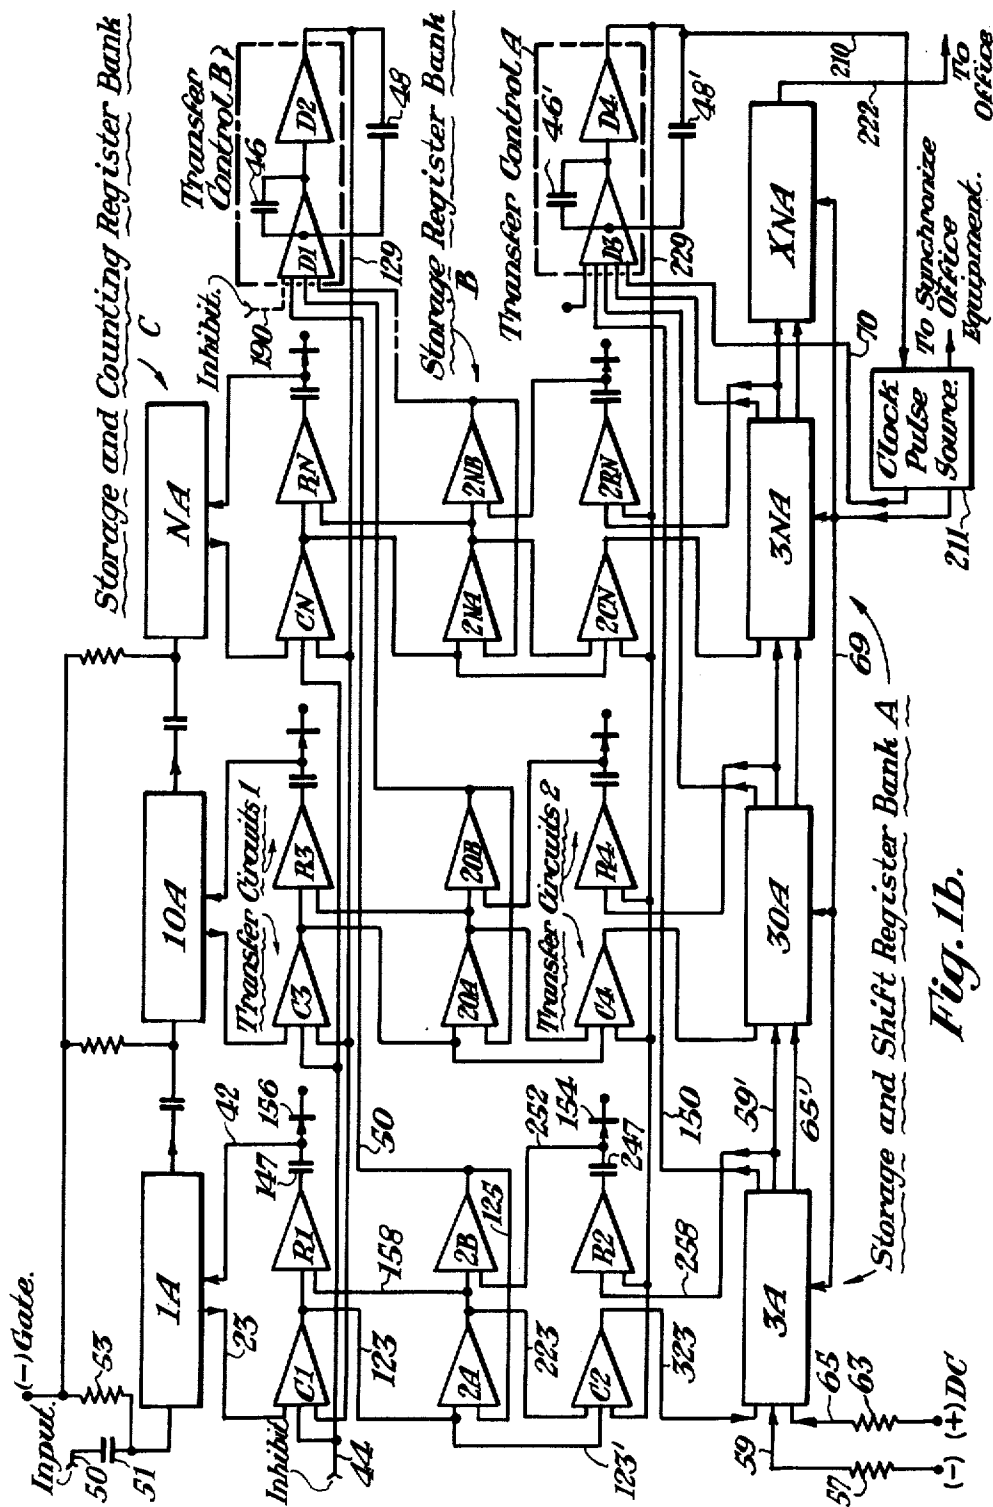 Storage and Counting Register Bank
C
Input.
(-)Gate.
50
51
53
1A
10A
NA
23
42
Inhibit
44
C1
R1
147
156
Transfer Circuits 1
C3
R3
CN
RN
Inhibit.
190
Transfer
Control B
46
D1
D2
48
129
50
123
158
2A
2B
125
20A
20B
2NA
2NB
Storage Register Bank
B
Storage Register Bank
223
252
154
123'
C2
R2
247
Transfer Circuits 2
C4
R4
2CN
2RN
Transfer Control A
46'
D3
D4
48'
229
150
323
258
59
59'
65
65'
57
63
(-)
(+)DC
3A
30A
3NA
XNA
69
70
210
222
To
Office
To Synchronize
Office
Equipment.
Clock
Pulse
Source.
211
Storage and Shift Register Bank A
Fig.1b.